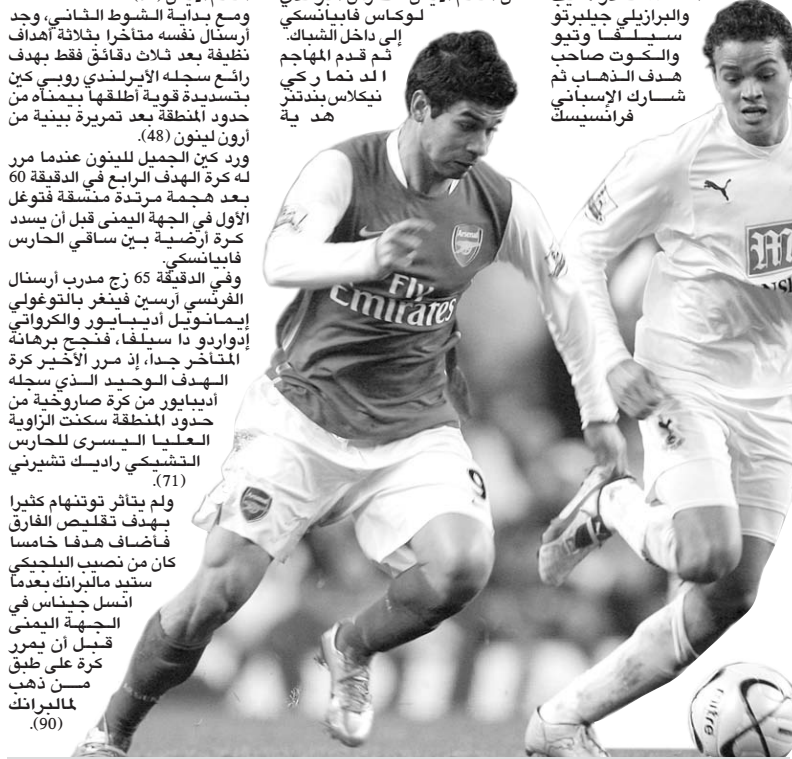 والبرازيلي جيلبرتو
سيلفا وتيو
والكوت صاحب
هدف الذهاب ثم
شارك الإسباني
فرانسيسك
لوكاس فابيانسكي
إلى داخل الشباك.
ثم قدم المهاجم
الدنماركي
نيكلاس بندتنر
هدية
ومع بداية الشوط الثاني، وجد
أرسنال نفسه متأخرا بثلاثة أهداف
نظيفة بعد ثلاث دقائق فقط بهدف
رائع سجله الأيرلندي روبي كين
بتسديدة قوية أطلقها بيمناه من
حدود المنطقة بعد تمريرة بينية من
أرون لينون (48).
ورد كين الجميل للينون عندما مرر
له كرة الهدف الرابع في الدقيقة 60
بعد هجمة مرتدة منسقة فتوغل
الأول في الجهة اليمنى قبل أن يسدد
كرة أرضية بين ساقي الحارس
فابيانسكي.
وفي الدقيقة 65 زج مدرب أرسنال
الفرنسي أرسين فينغر بالتوغولي
إيمانويل أديبايور والكرواتي
إدواردو دا سيلفا، فنجح برهانه
المتأخر جدا، إذ مرر الأخير كرة
الهدف الوحيد الذي سجله
أديبايور من كرة صاروخية من
حدود المنطقة سكنت الزاوية
العليا اليسرى للحارس
التشيكي راديك تشيرني
(71).
ولم يتأثر توتنهام كثيرا
بهدف تقليص الفارق
فأضاف هدفا خامسا
كان من نصيب البلجيكي
ستيد مالبرانك بعدما
انسل جيناس في
الجهة اليمنى
قبل أن يمرر
كرة على طبق
من ذهب
لمالبرانك
(90).
Arsenal
Fly
Emirates
9
mitre